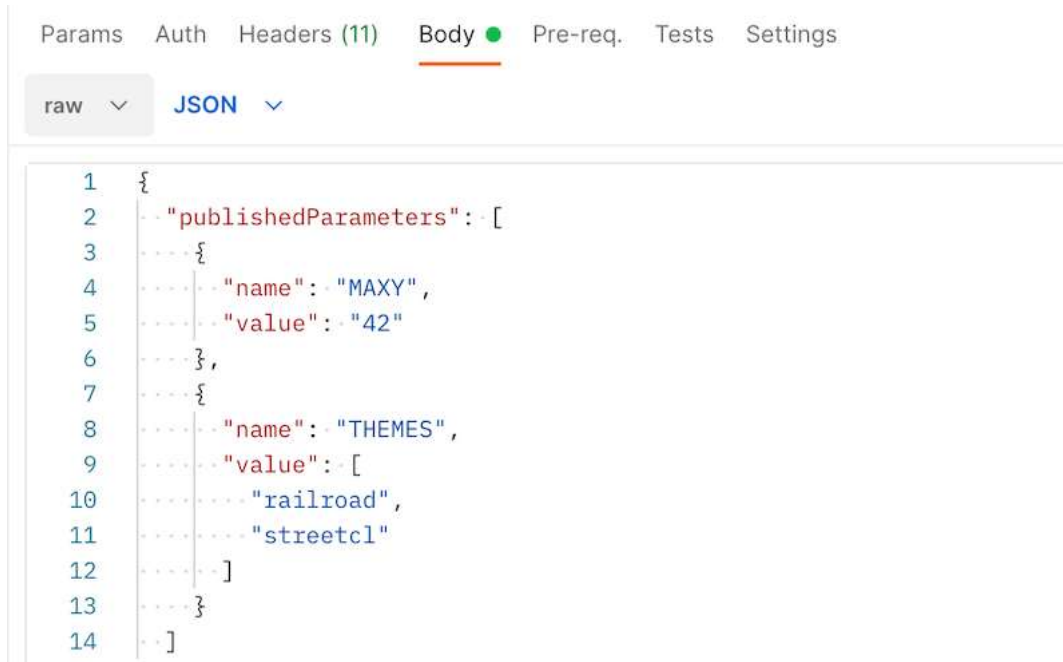 Params Auth Headers (11) Body Pre-req. Tests Settings
raw JSON
1 {
2 "publishedParameters": [
3 {
4 "name": "MAXY",
5 "value": "42"
6 },
7 {
8 "name": "THEMES",
9 "value": [
10 "railroad",
11 "streetcl"
12 ]
13 }
14 ]